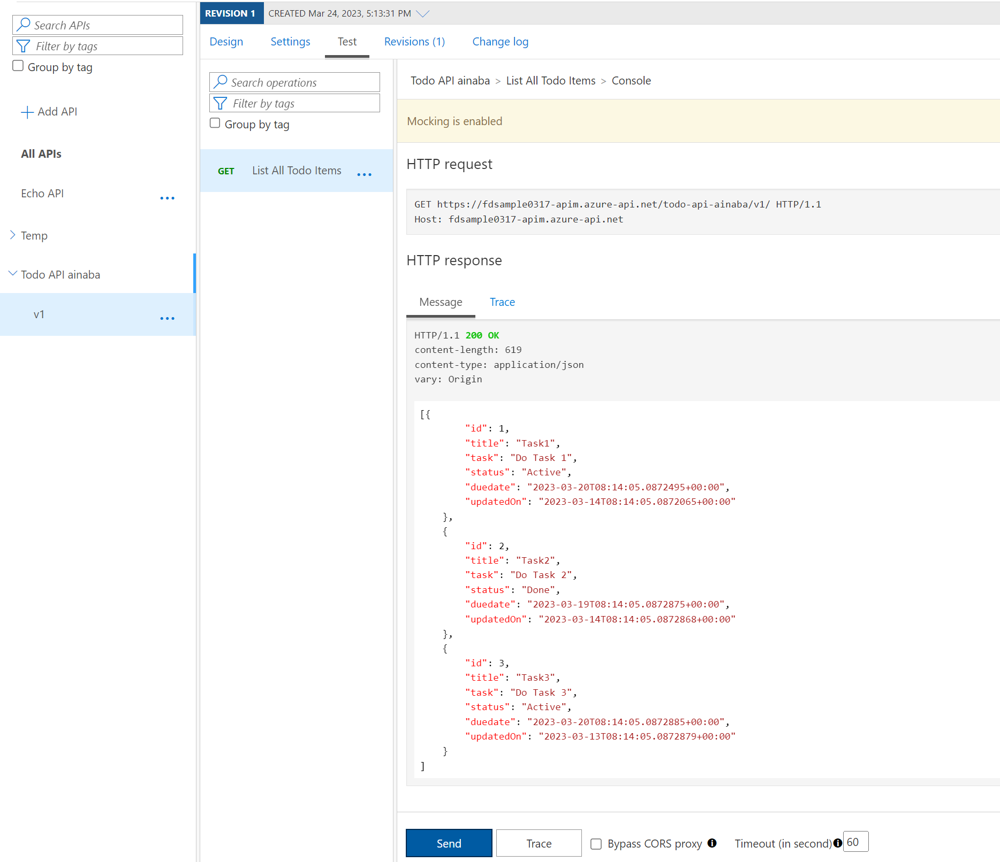 REVISION 1 CREATED Mar 24, 2023, 5:13:31 PM
Search APIs
Filter by tags
Group by tag
Add API
All APIs
Echo API
...
Temp
Todo API ainaba
v1
...
Design Settings Test Revisions (1) Change log
Search operations
Filter by tags
Group by tag
GET List All Todo Items ...
Todo API ainaba > List All Todo Items > Console
Mocking is enabled
HTTP request
GET https://fdsample0317-apim.azure-api.net/todo-api-ainaba/v1/ HTTP/1.1
Host: fdsample0317-apim.azure-api.net
HTTP response
Message Trace
HTTP/1.1 200 OK
content-length: 619
content-type: application/json
vary: Origin
[{
"id": 1,
"title": "Task1",
"task": "Do Task 1",
"status": "Active",
"duedate": "2023-03-20T08:14:05.0872495+00:00",
"updatedOn": "2023-03-14T08:14:05.0872065+00:00"
},
{
"id": 2,
"title": "Task2",
"task": "Do Task 2",
"status": "Done",
"duedate": "2023-03-19T08:14:05.0872875+00:00",
"updatedOn": "2023-03-14T08:14:05.0872868+00:00"
},
{
"id": 3,
"title": "Task3",
"task": "Do Task 3",
"status": "Active",
"duedate": "2023-03-20T08:14:05.0872885+00:00",
"updatedOn": "2023-03-13T08:14:05.0872879+00:00"
}
]
Send Trace Bypass CORS proxy Timeout (in second) 60